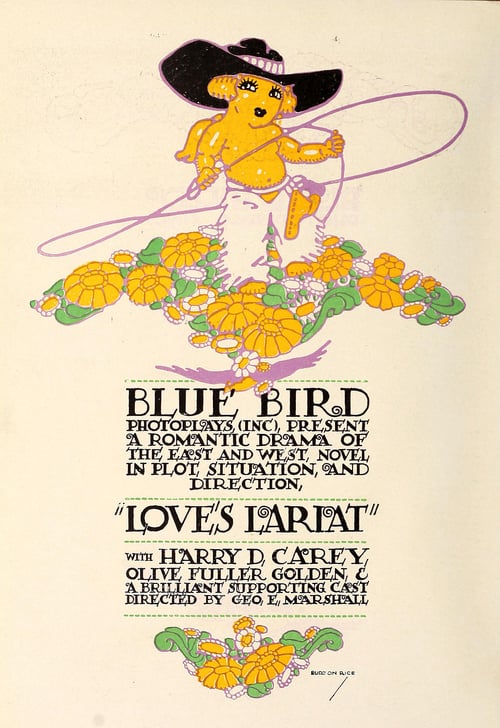 BLUE BIRD
PHOTOPLAYS, (INC), PRESENT
A ROMANTIC DRAMA OF
THE EAST AND WEST, NOVEL
IN PLOT, SITUATION, AND
DIRECTION,
"LOVE'S LARIAT"
WITH HARRY D. CAREY,
OLIVE FULLER GOLDEN, &
A BRILLIANT SUPPORTING CAST
DIRECTED BY GEO. E. MARSHALL
BURTON RICE